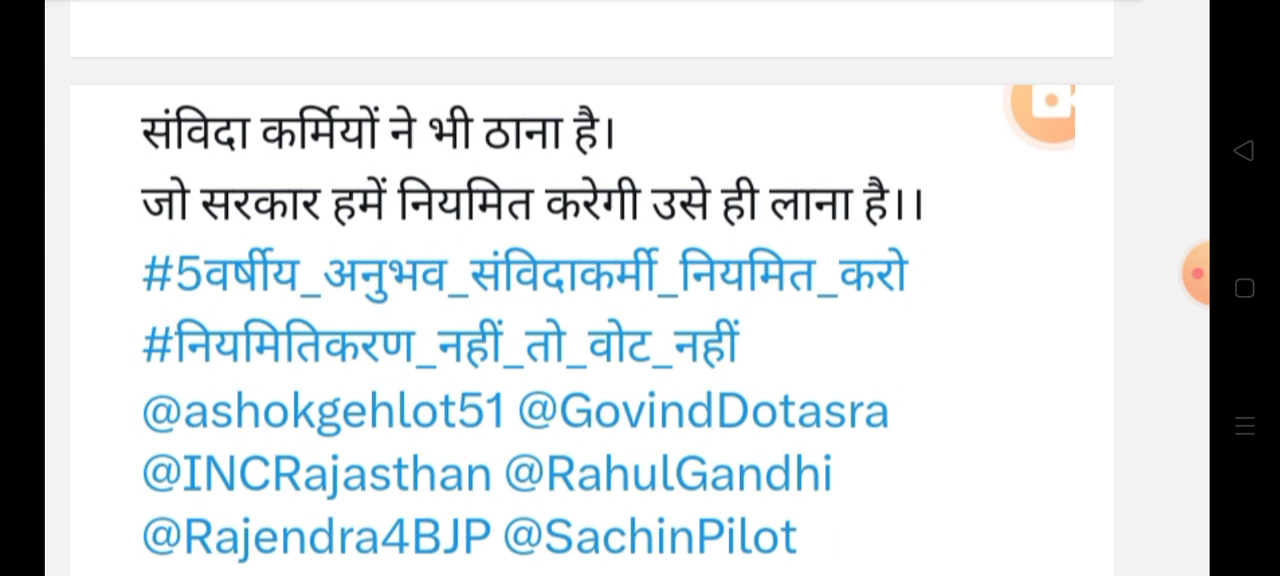 संविदा कर्मियों ने भी ठाना है।
जो सरकार हमें नियमित करेगी उसे ही लाना है।।
#5वर्षीय_अनुभव_संविदाकर्मी_नियमित_करो
#नियमितिकरण_नहीं_तो_वोट_नहीं
@ashokgehlot51 @GovindDotasra
@INCRajasthan @RahulGandhi
@Rajendra4BJP @SachinPilot